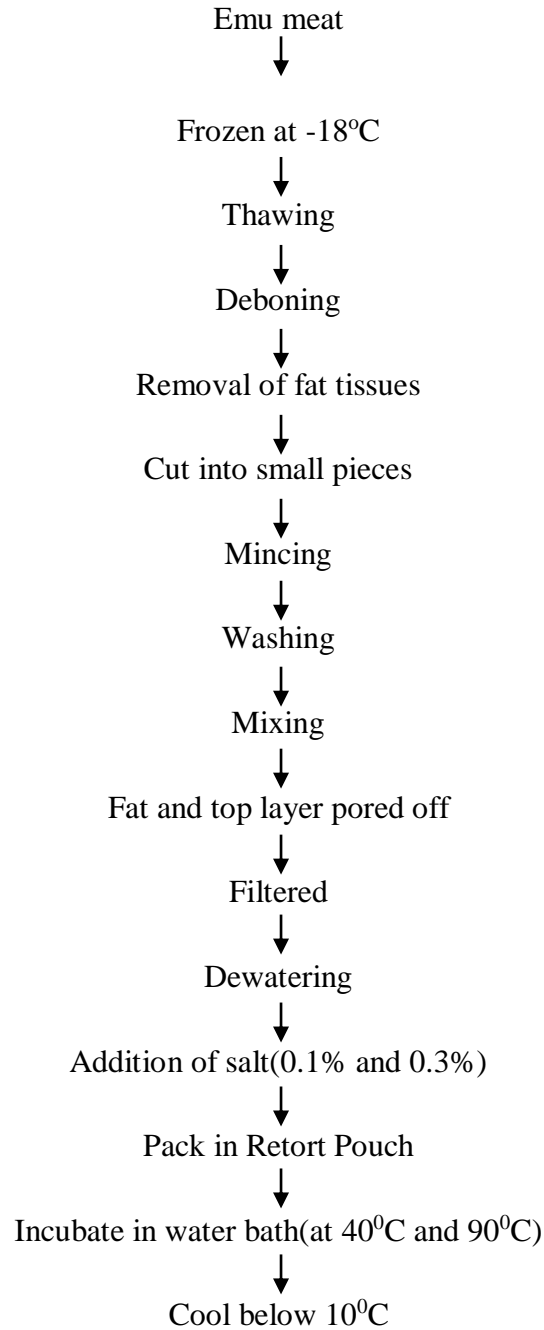 Emu meat
Frozen at -18°C
Thawing
Deboning
Removal of fat tissues
Cut into small pieces
Mincing
Washing
Mixing
Fat and top layer pored off
Filtered
Dewatering
Addition of salt(0.1% and 0.3%)
Pack in Retort Pouch
Incubate in water bath(at 40⁰C and 90⁰C)
Cool below 10⁰C